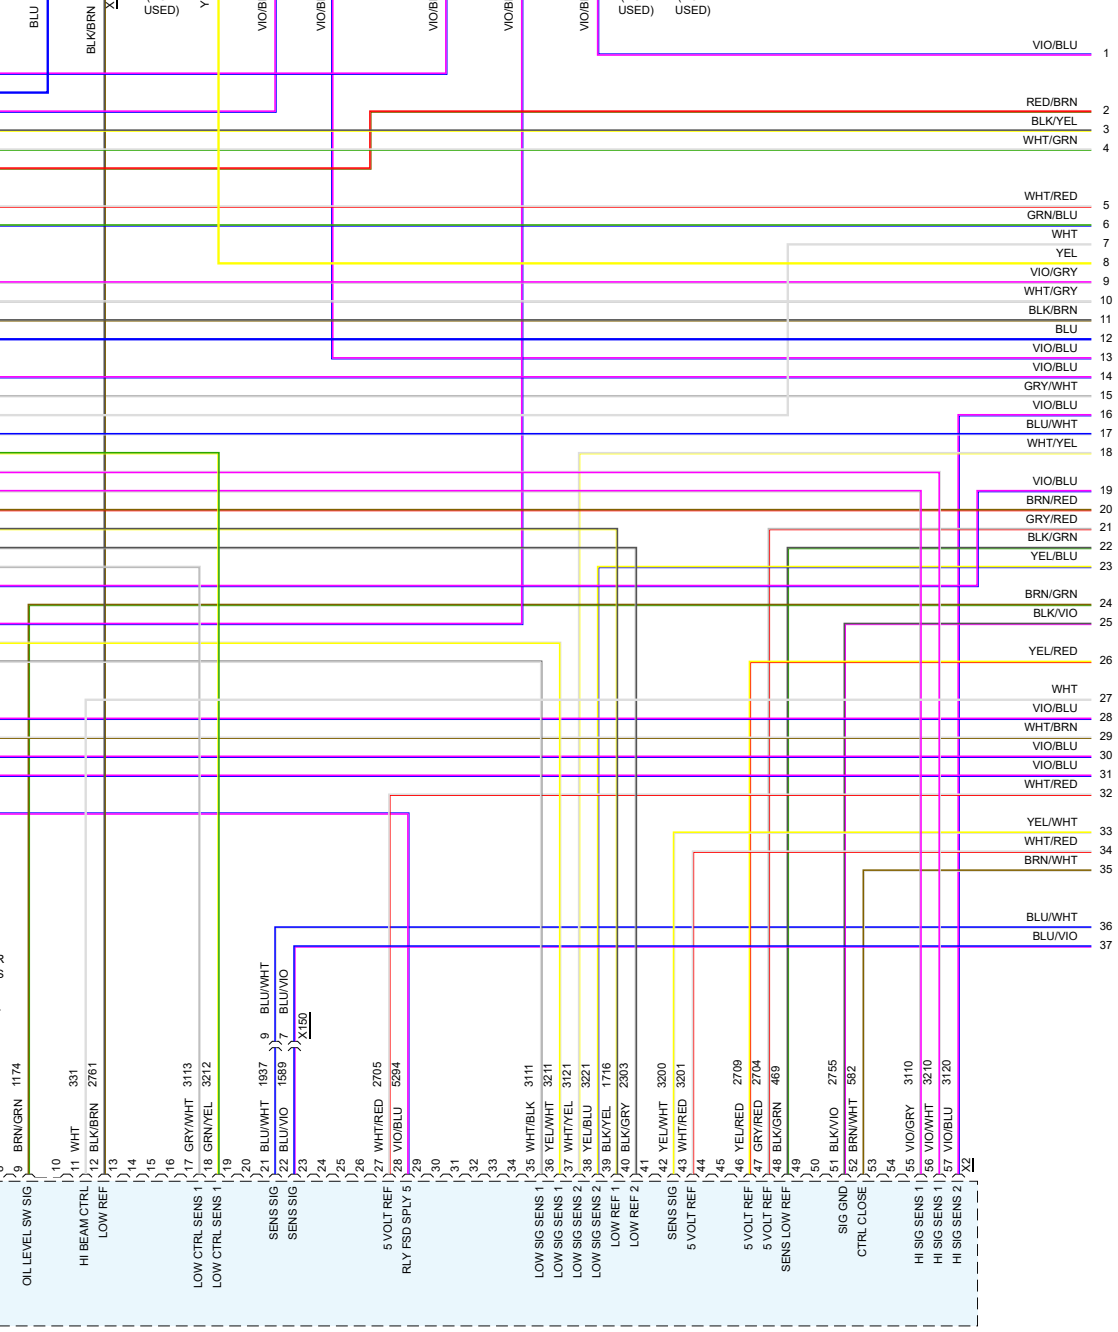 BLU
BLK/BRN
X
USED)
VIO/B
VIO/B
VIO/B
VIO/B
VIO/B
USED)
USED)
VIO/BLU 1
RED/BRN 2
BLK/YEL 3
WHT/GRN 4
WHT/RED 5
GRN/BLU 6
WHT 7
YEL 8
VIO/GRY 9
WHT/GRY 10
BLK/BRN 11
BLU 12
VIO/BLU 13
VIO/BLU 14
GRY/WHT 15
VIO/BLU 16
BLU/WHT 17
WHT/YEL 18
VIO/BLU 19
BRN/RED 20
GRY/RED 21
BLK/GRN 22
YEL/BLU 23
BRN/GRN 24
BLK/VIO 25
YEL/RED 26
WHT 27
VIO/BLU 28
WHT/BRN 29
VIO/BLU 30
VIO/BLU 31
WHT/RED 32
YEL/WHT 33
WHT/RED 34
BRN/WHT 35
BLU/WHT 36
BLU/VIO 37
9 BLU/WHT
7 BLU/VIO
X150
9 BRN/GRN 1174
10
11 WHT 331
12 BLK/BRN 2761
13
14
15
16
17 GRY/WHT 3113
18 GRN/YEL 3212
19
20
21 BLU/WHT 1937
22 BLU/VIO 1589
23
24
25
26
27 WHT/RED 2705
28 VIO/BLU 5294
29
30
31
32
33
34
35 WHT/BLK 3111
36 YEL/WHT 3211
37 WHT/YEL 3121
38 YEL/BLU 3221
39 BLK/YEL 1716
40 BLK/GRY 2303
41
42 YEL/WHT 3200
43 WHT/RED 3201
44
45
46 YEL/RED 2709
47 GRY/RED 2704
48 BLK/GRN 469
49
50
51 BLK/VIO 2755
52 BRN/WHT 582
53
54
55 VIO/GRY 3110
56 VIO/WHT 3210
57 VIO/BLU 3120
X2
OIL LEVEL SW SIG
HI BEAM CTRL
LOW REF
LOW CTRL SENS 1
LOW CTRL SENS 1
SENS SIG
SENS SIG
5 VOLT REF
RLY FSD SPLY 5
LOW SIG SENS 1
LOW SIG SENS 1
LOW SIG SENS 2
LOW SIG SENS 2
LOW REF 1
LOW REF 2
SENS SIG
5 VOLT REF
5 VOLT REF
5 VOLT REF
SENS LOW REF
SIG GND
CTRL CLOSE
HI SIG SENS 1
HI SIG SENS 1
HI SIG SENS 2